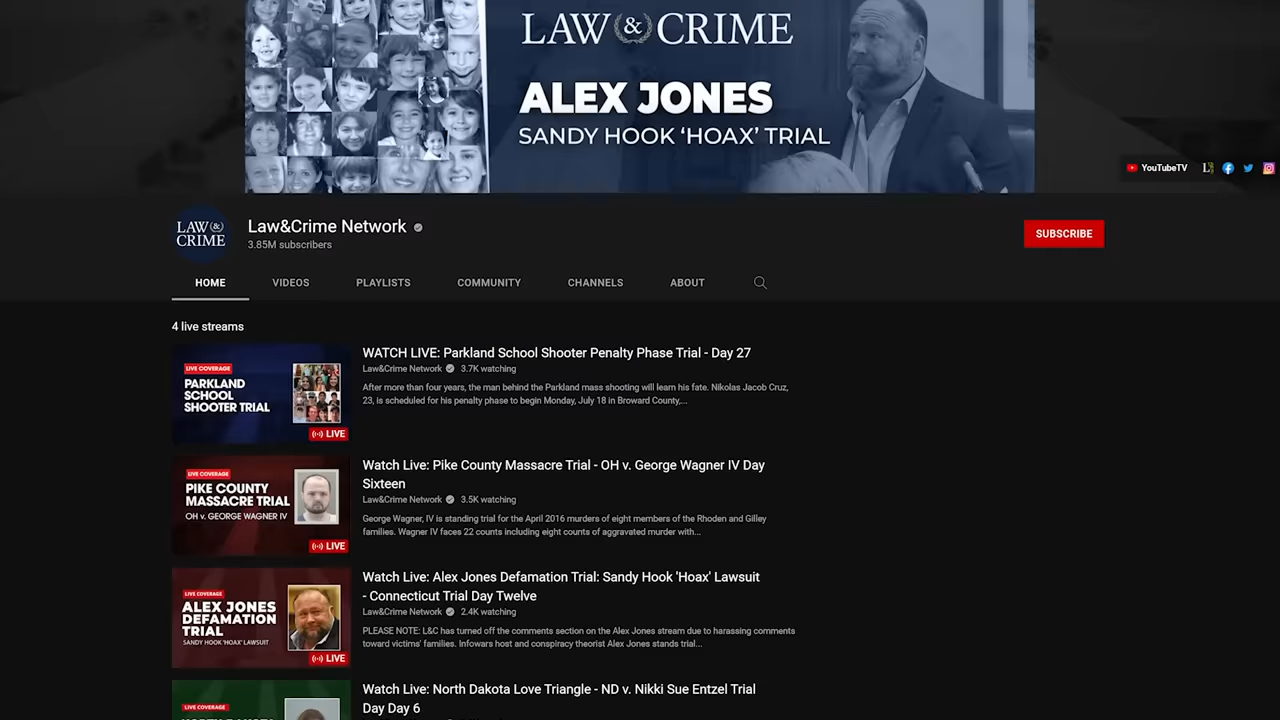 LAW & CRIME
ALEX JONES
SANDY HOOK 'HOAX' TRIAL
YouTubeTV
LAW &
CRIME
Law&Crime Network
3.85M subscribers
SUBSCRIBE
HOME
VIDEOS
PLAYLISTS
COMMUNITY
CHANNELS
ABOUT
4 live streams
LIVE COVERAGE
PARKLAND
SCHOOL
SHOOTER TRIAL
LIVE
WATCH LIVE: Parkland School Shooter Penalty Phase Trial - Day 27
Law&Crime Network 3.7K watching
After more than four years, the man behind the Parkland mass shooting will learn his fate. Nikolas Jacob Cruz,
23, is scheduled for his penalty phase to begin Monday, July 18 in Broward County,...
LIVE COVERAGE
PIKE COUNTY
MASSACRE TRIAL
OH v. GEORGE WAGNER IV
LIVE
Watch Live: Pike County Massacre Trial - OH v. George Wagner IV Day
Sixteen
Law&Crime Network 3.5K watching
George Wagner, IV is standing trial for the April 2016 murders of eight members of the Rhoden and Gilley
families. Wagner IV faces 22 counts including eight counts of aggravated murder with...
LIVE COVERAGE
ALEX JONES
DEFAMATION
TRIAL
SANDY HOOK 'HOAX' LAWSUIT
LIVE
Watch Live: Alex Jones Defamation Trial: Sandy Hook 'Hoax' Lawsuit
- Connecticut Trial Day Twelve
Law&Crime Network 2.4K watching
PLEASE NOTE: L&C has turned off the comments section on the Alex Jones stream due to harassing comments
toward victims' families. Infowars host and conspiracy theorist Alex Jones stands trial...
LIVE COVERAGE
Watch Live: North Dakota Love Triangle - ND v. Nikki Sue Entzel Trial
Day Day 6